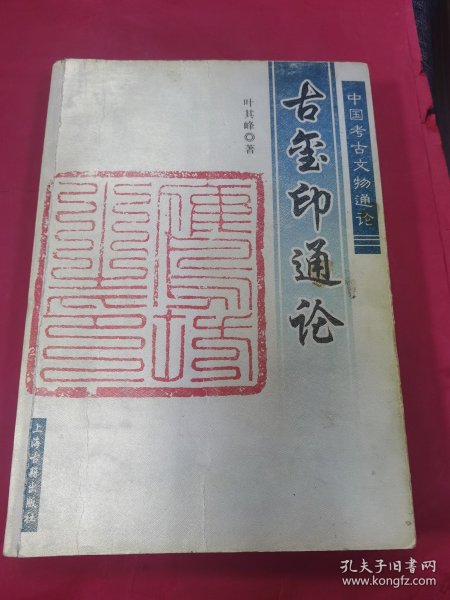 中国考古文物通论
古玺印通论
叶其峰◎著
上海古籍出版社
孔夫子旧书网
www.kongfz.com